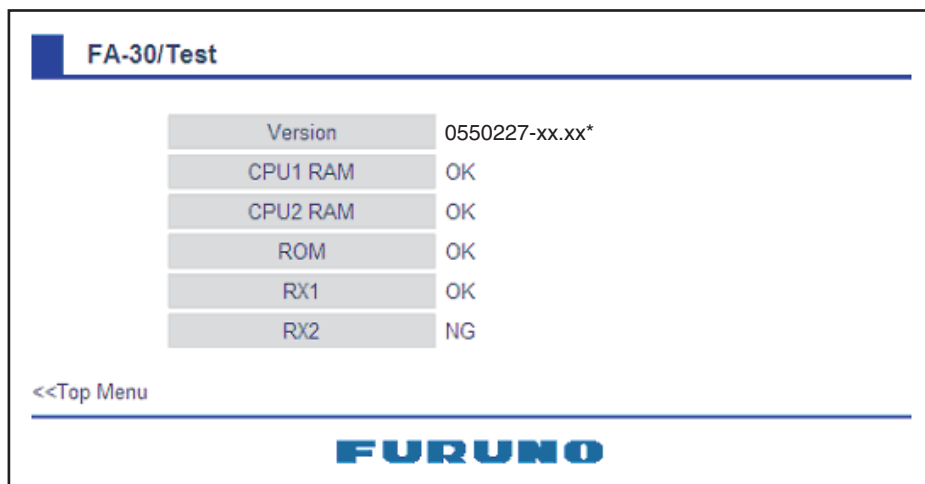 FA-30/Test
Version 0550227-xx.xx*
CPU1 RAM OK
CPU2 RAM OK
ROM OK
RX1 OK
RX2 NG
<<Top Menu
FURUNO